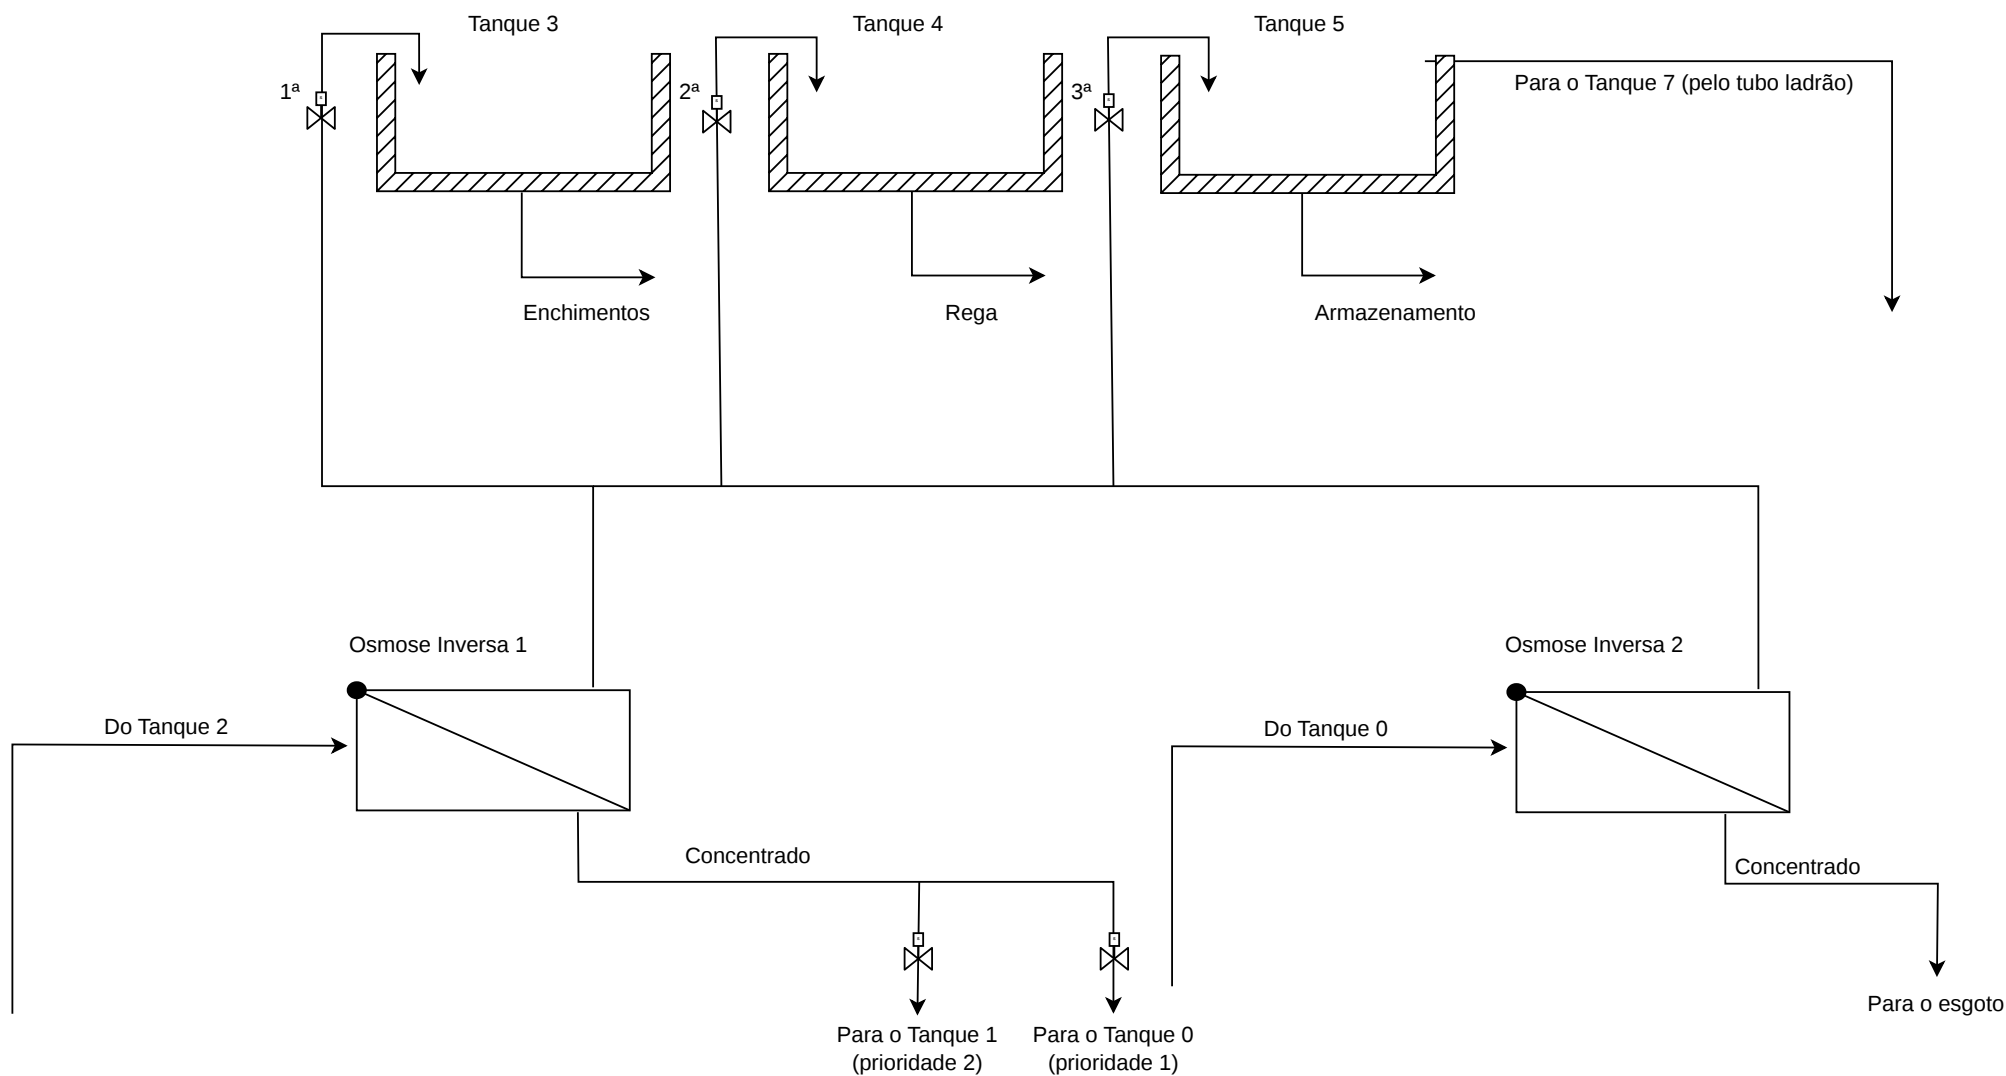 Tanque 3
Tanque 4
Tanque 5
1ª
2ª
3ª
Para o Tanque 7 (pelo tubo ladrão)
Enchimentos
Rega
Armazenamento
Osmose Inversa 1
Osmose Inversa 2
Do Tanque 2
Do Tanque 0
Concentrado
Concentrado
Para o esgoto
Para o Tanque 1
(prioridade 2)
Para o Tanque 0
(prioridade 1)